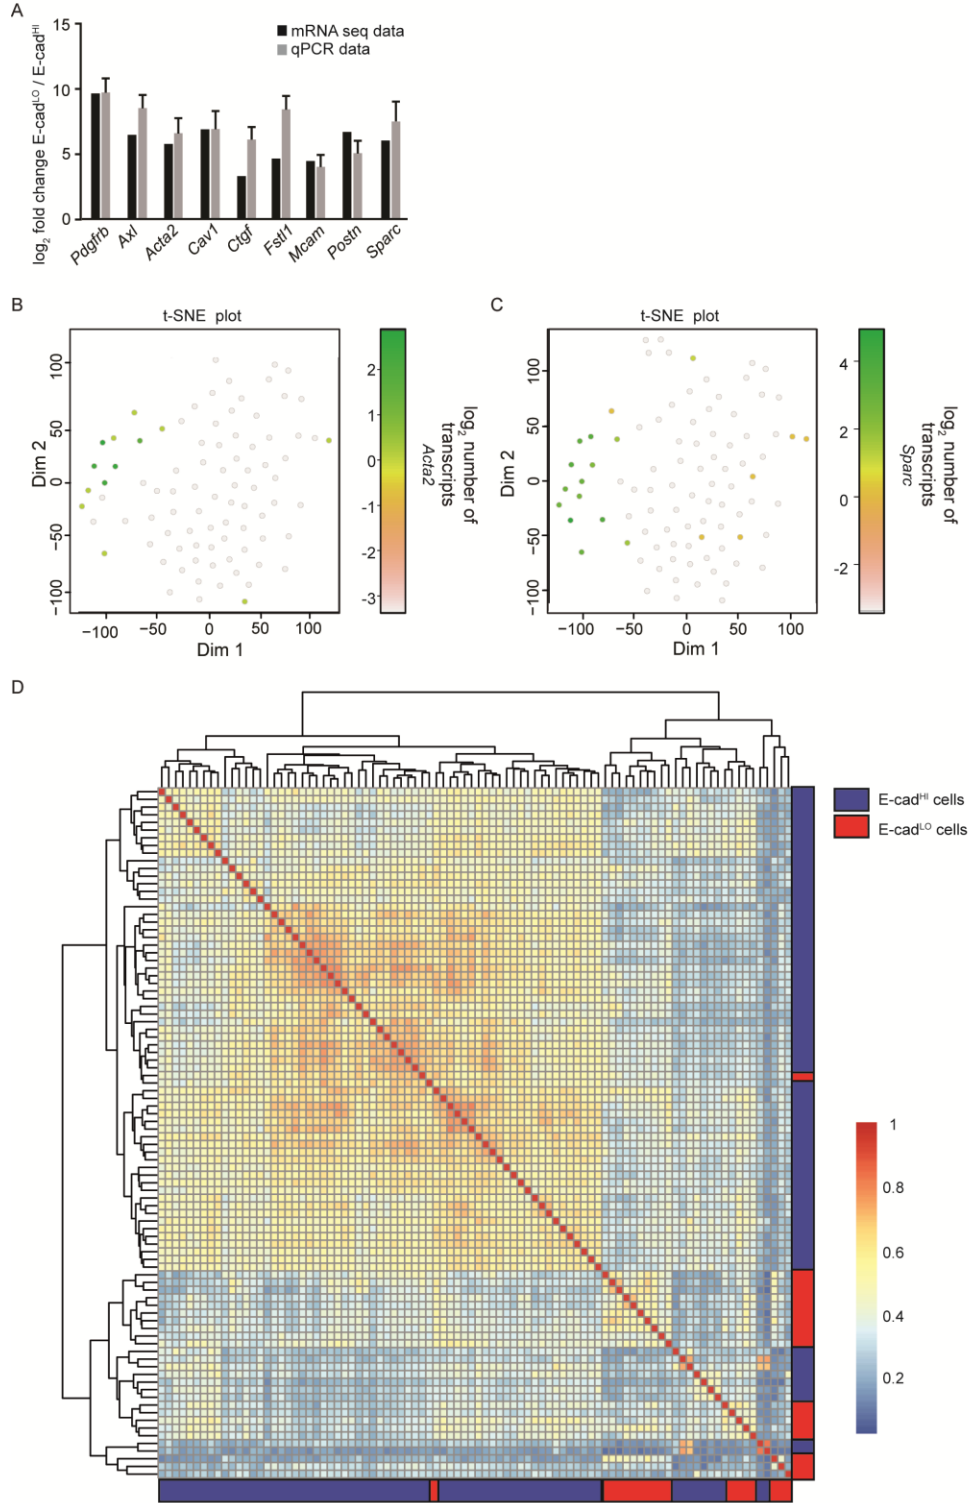 A
log₂ fold change E-cadᴸᴼ / E-cadᴴᴵ
15
10
5
0
mRNA seq data
qPCR data
Pdgfrb
Axl
Acta2
Cav1
Ctgf
Fstl1
Mcam
Postn
Sparc
B
t-SNE plot
Dim 2
100
50
0
−50
−100
−100
−50
0
50
100
Dim 1
2
1
0
-1
-2
-3
log₂ number of
transcripts
Acta2
C
t-SNE plot
Dim 2
100
50
0
−50
−100
−100
−50
0
50
100
Dim 1
4
2
0
-2
log₂ number of
transcripts
Sparc
D
E-cadᴴᴵ cells
E-cadᴸᴼ cells
1
0.8
0.6
0.4
0.2